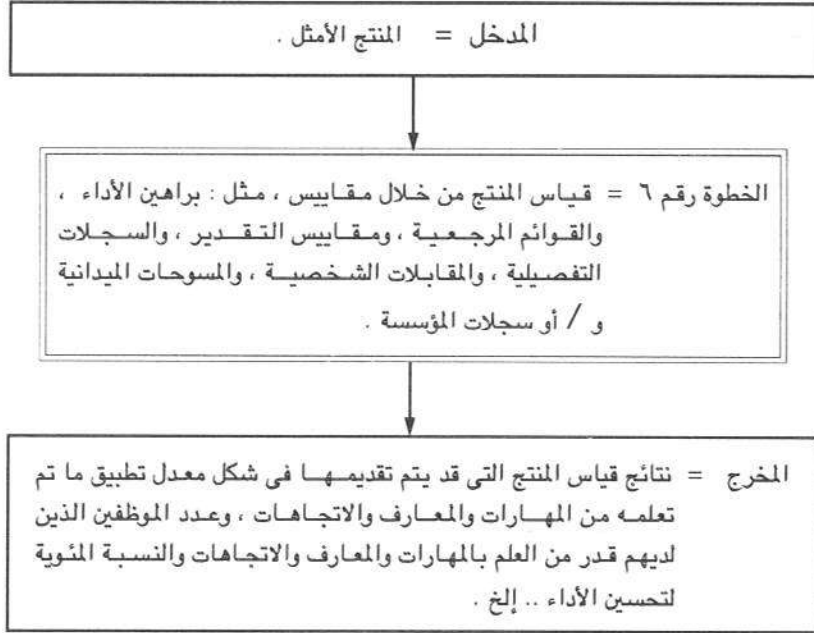 المدخل = المنتج الأمثل .
الخطوة رقم ٦ = قياس المنتج من خلال مقاييس ، مثل : براهين الأداء ،
والقوائم المرجعية ، ومقاييس التقدير ، والسجلات
التفصيلية ، والمقابلات الشخصية ، والمسوحات الميدانية
و / أو سجلات المؤسسة .
المخرج = نتائج قياس المنتج التى قد يتم تقديمها فى شكل معدل تطبيق ما تم
تعلمه من المهارات والمعارف والاتجاهات ، وعدد الموظفين الذين
لديهم قدر من العلم بالمهارات والمعارف والاتجاهات والنسبة المئوية
لتحسين الأداء .. إلخ .